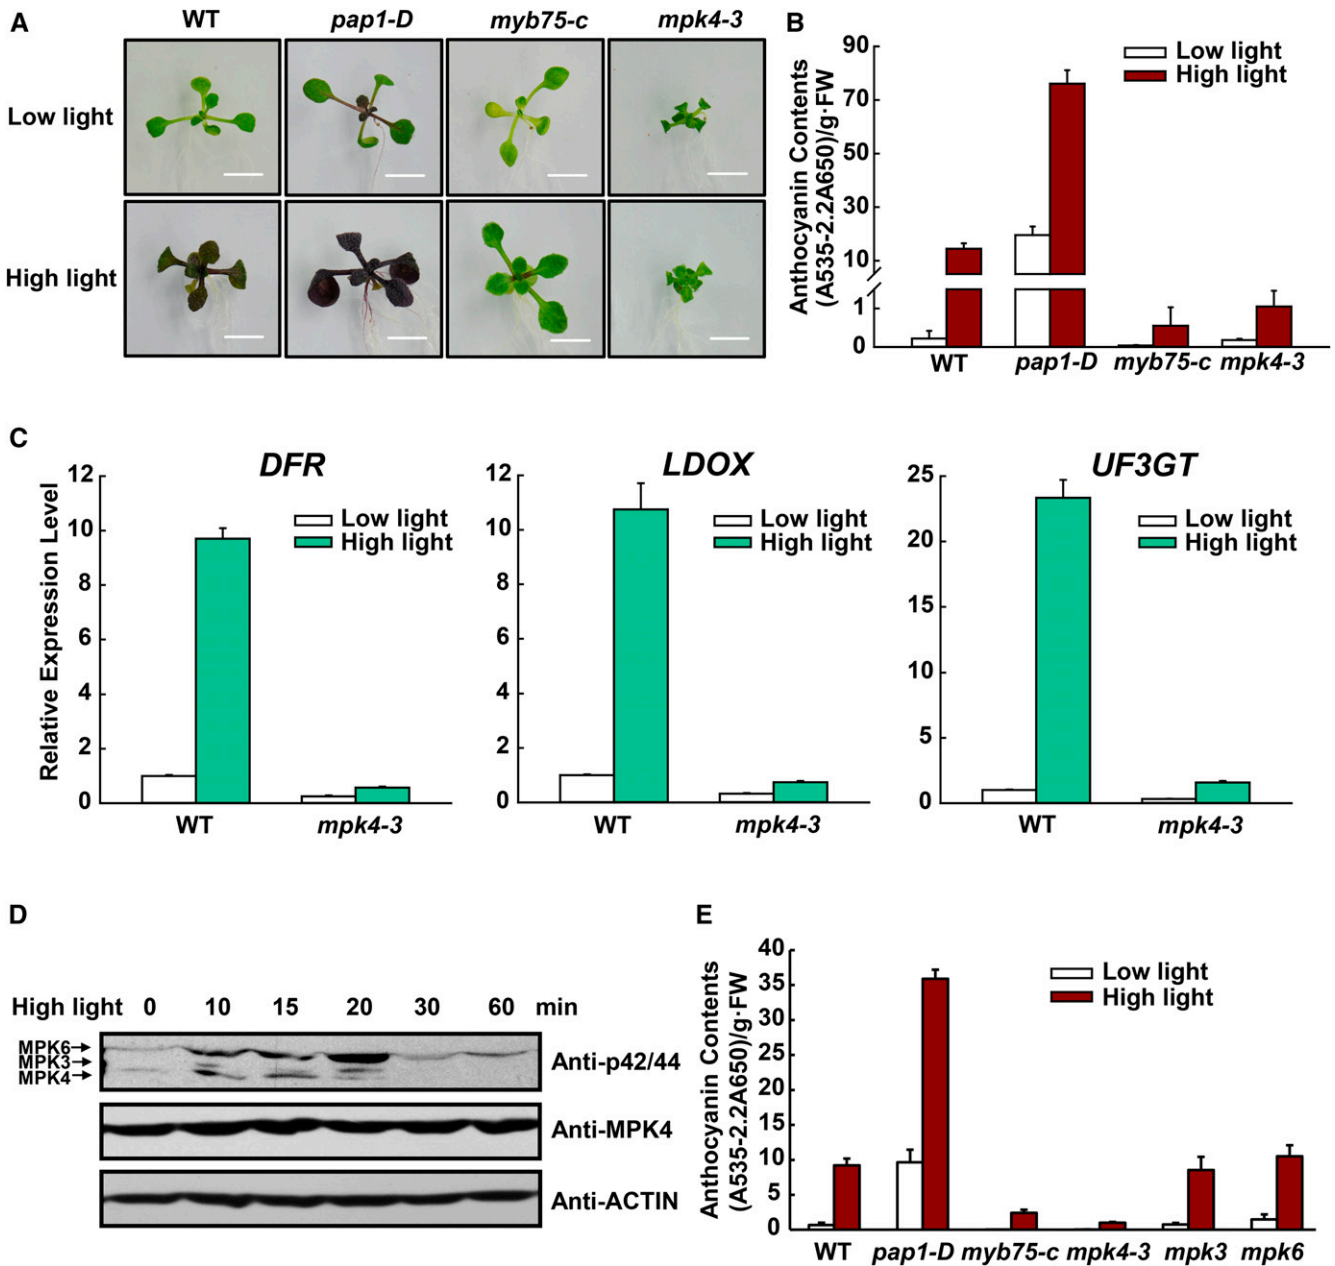 A
WT pap1-D myb75-c mpk4-3
Low light
High light
B
Anthocyanin Contents
(A535-2.2A650)/g·FW
90
70
50
30
10
1
0
Low light
High light
WT pap1-D myb75-c mpk4-3
C
Relative Expression Level
DFR
12
10
8
6
4
2
0
Low light
High light
WT mpk4-3
LDOX
12
10
8
6
4
2
0
Low light
High light
WT mpk4-3
UF3GT
25
20
15
10
5
0
Low light
High light
WT mpk4-3
D
High light 0 10 15 20 30 60 min
MPK6
MPK3
MPK4
Anti-p42/44
Anti-MPK4
Anti-ACTIN
E
Anthocyanin Contents
(A535-2.2A650)/g·FW
40
35
30
25
20
15
10
5
0
Low light
High light
WT pap1-D myb75-c mpk4-3 mpk3 mpk6